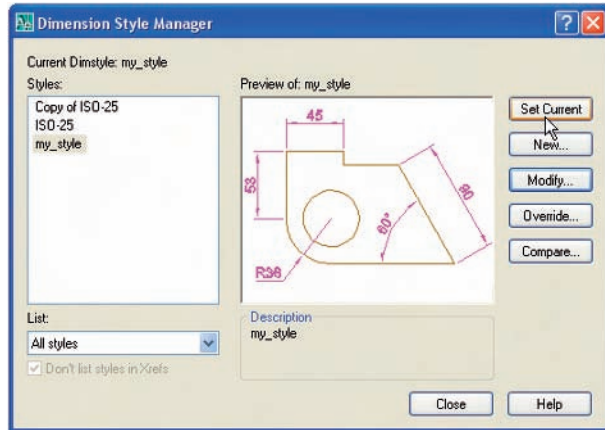 Dimension Style Manager
Current Dimstyle: my_style
Styles:
Copy of ISO-25
ISO-25
my_style
Preview of: my_style
45
53
60°
90
R36
Set Current
New...
Modify...
Override...
Compare...
List:
All styles
Don't list styles in Xrefs
Description
my_style
Close
Help